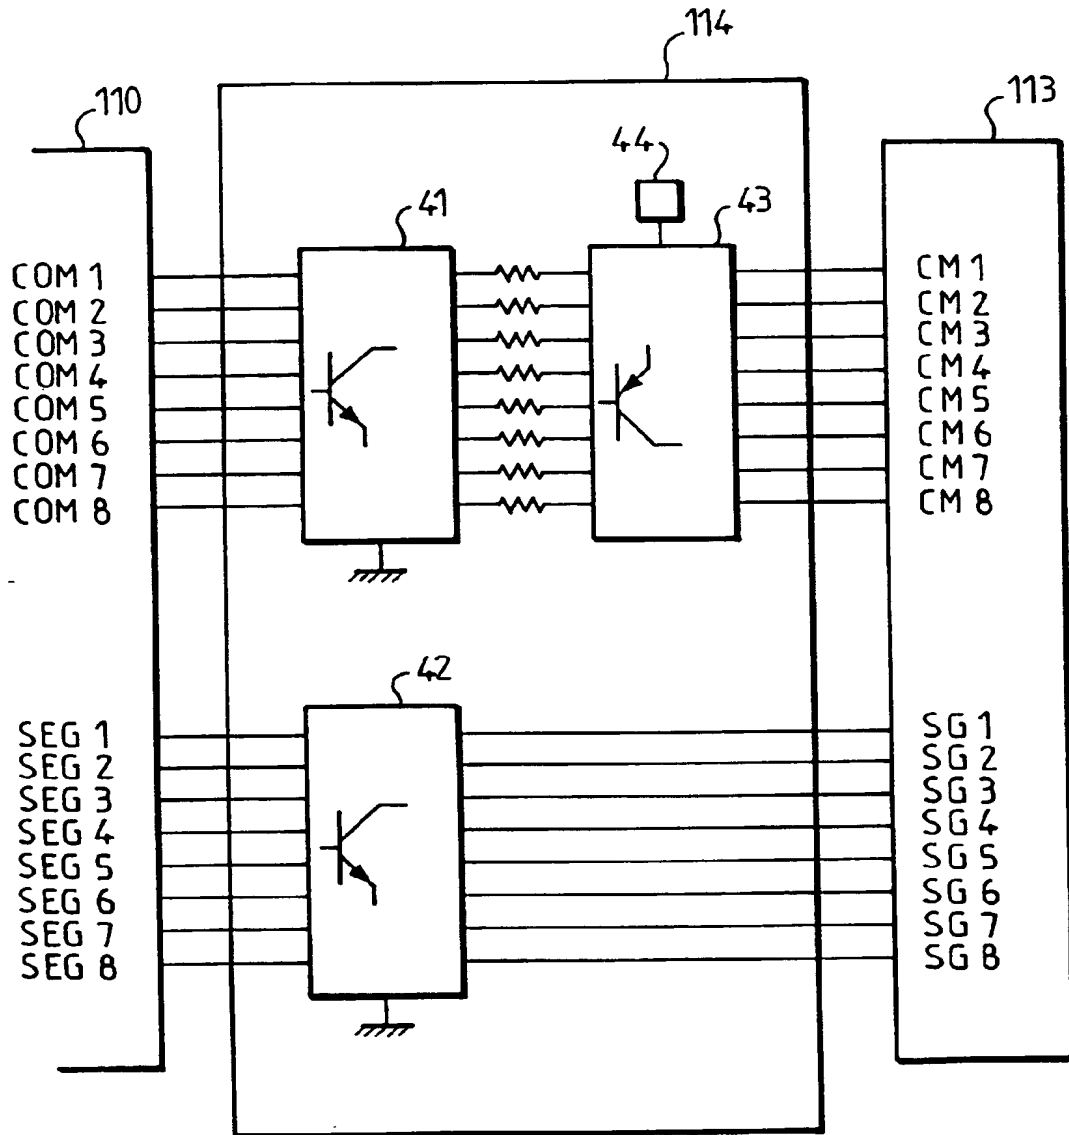 114
110
113
44
41
43
COM 1
COM 2
COM 3
COM 4
COM 5
COM 6
COM 7
COM 8
CM 1
CM 2
CM 3
CM 4
CM 5
CM 6
CM 7
CM 8
42
SEG 1
SEG 2
SEG 3
SEG 4
SEG 5
SEG 6
SEG 7
SEG 8
SG 1
SG 2
SG 3
SG 4
SG 5
SG 6
SG 7
SG 8